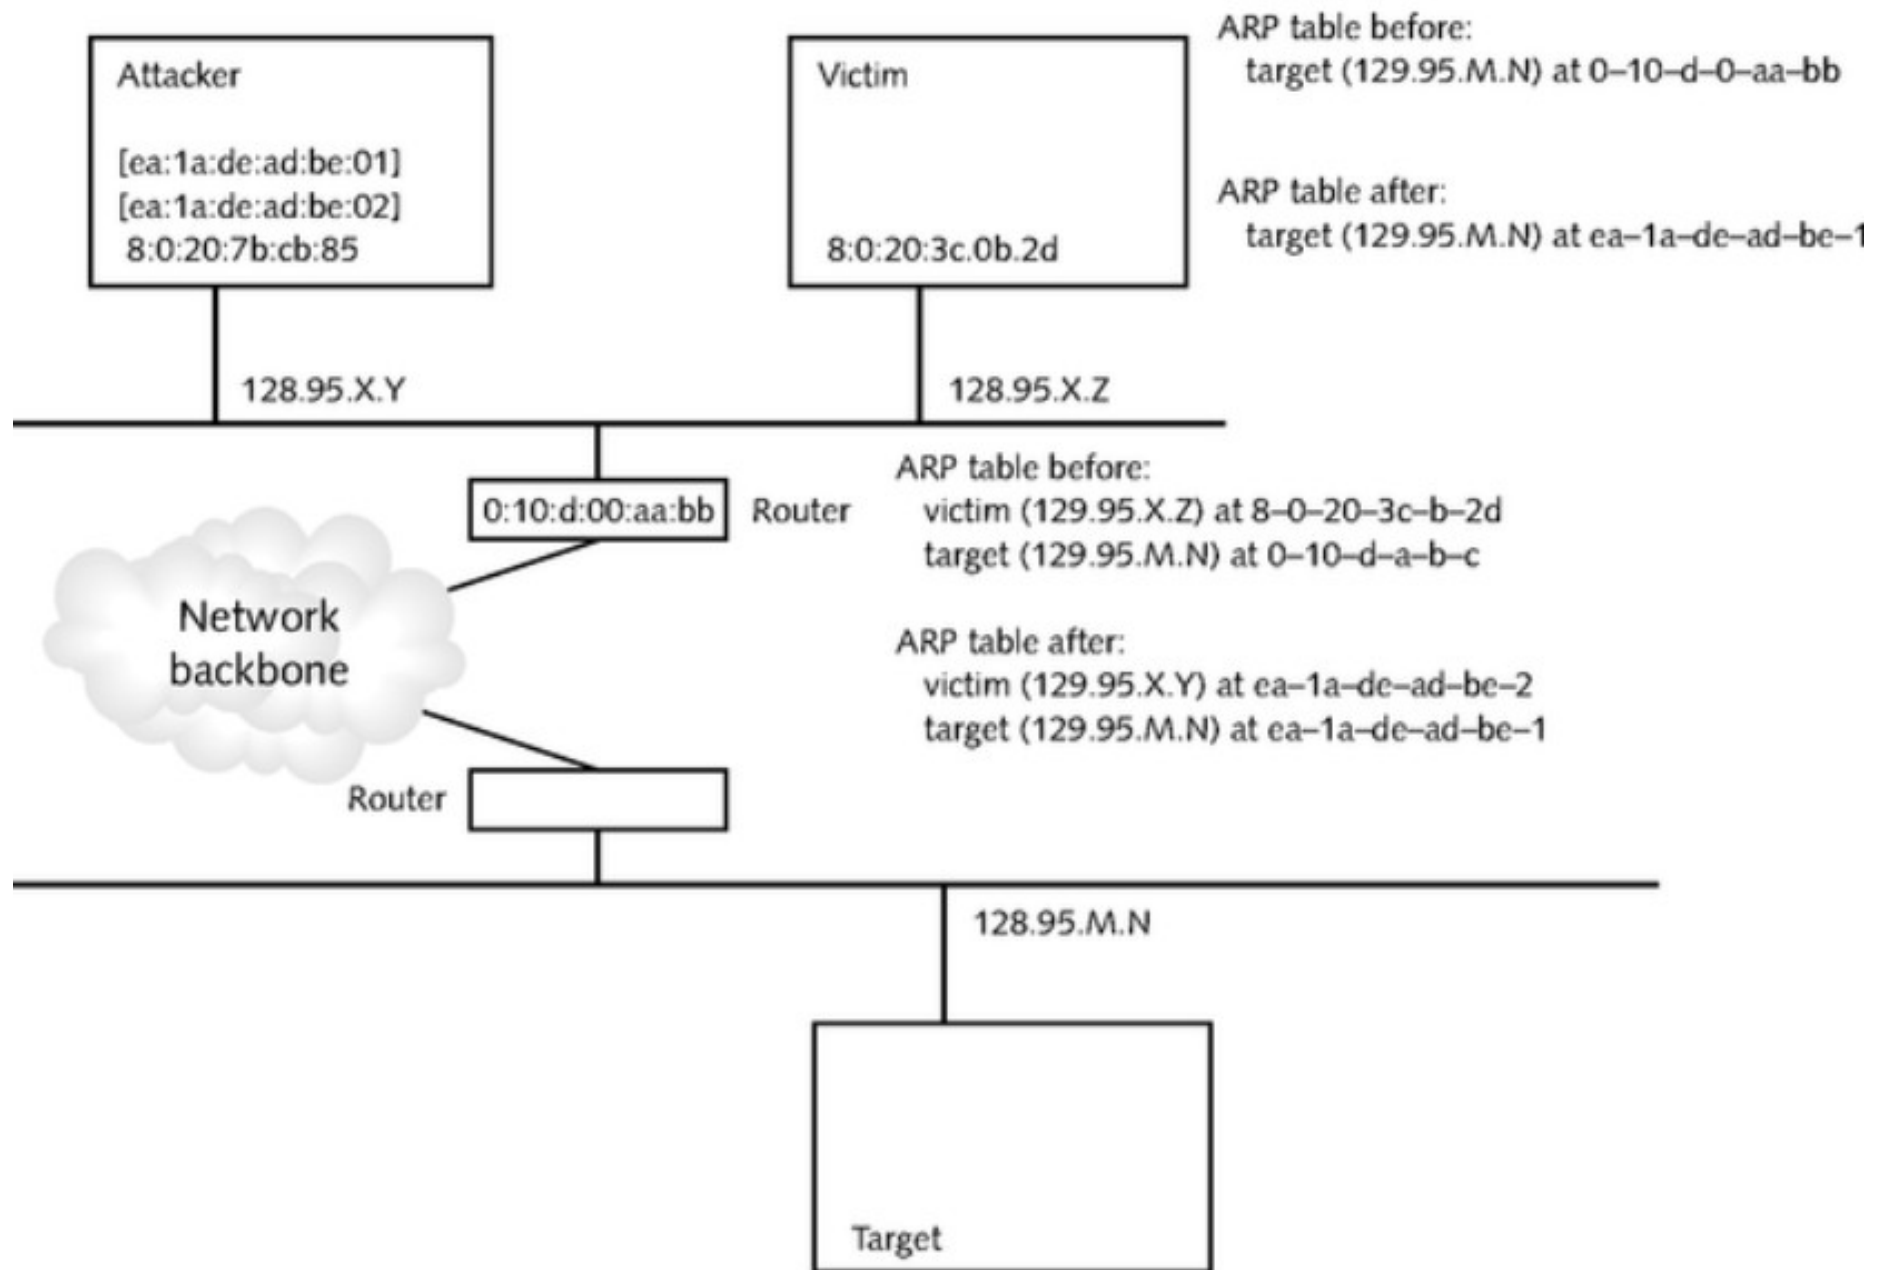 Attacker
[ea:1a:de:ad:be:01]
[ea:1a:de:ad:be:02]
8:0:20:7b:cb:85
Victim
8:0:20:3c.0b.2d
ARP table before:
target (129.95.M.N) at 0–10–d–0–aa–bb
ARP table after:
target (129.95.M.N) at ea–1a–de–ad–be–1
128.95.X.Y
128.95.X.Z
0:10:d:00:aa:bb
Router
ARP table before:
victim (129.95.X.Z) at 8–0–20–3c–b–2d
target (129.95.M.N) at 0–10–d–a–b–c
ARP table after:
victim (129.95.X.Y) at ea–1a–de–ad–be–2
target (129.95.M.N) at ea–1a–de–ad–be–1
Network
backbone
Router
128.95.M.N
Target